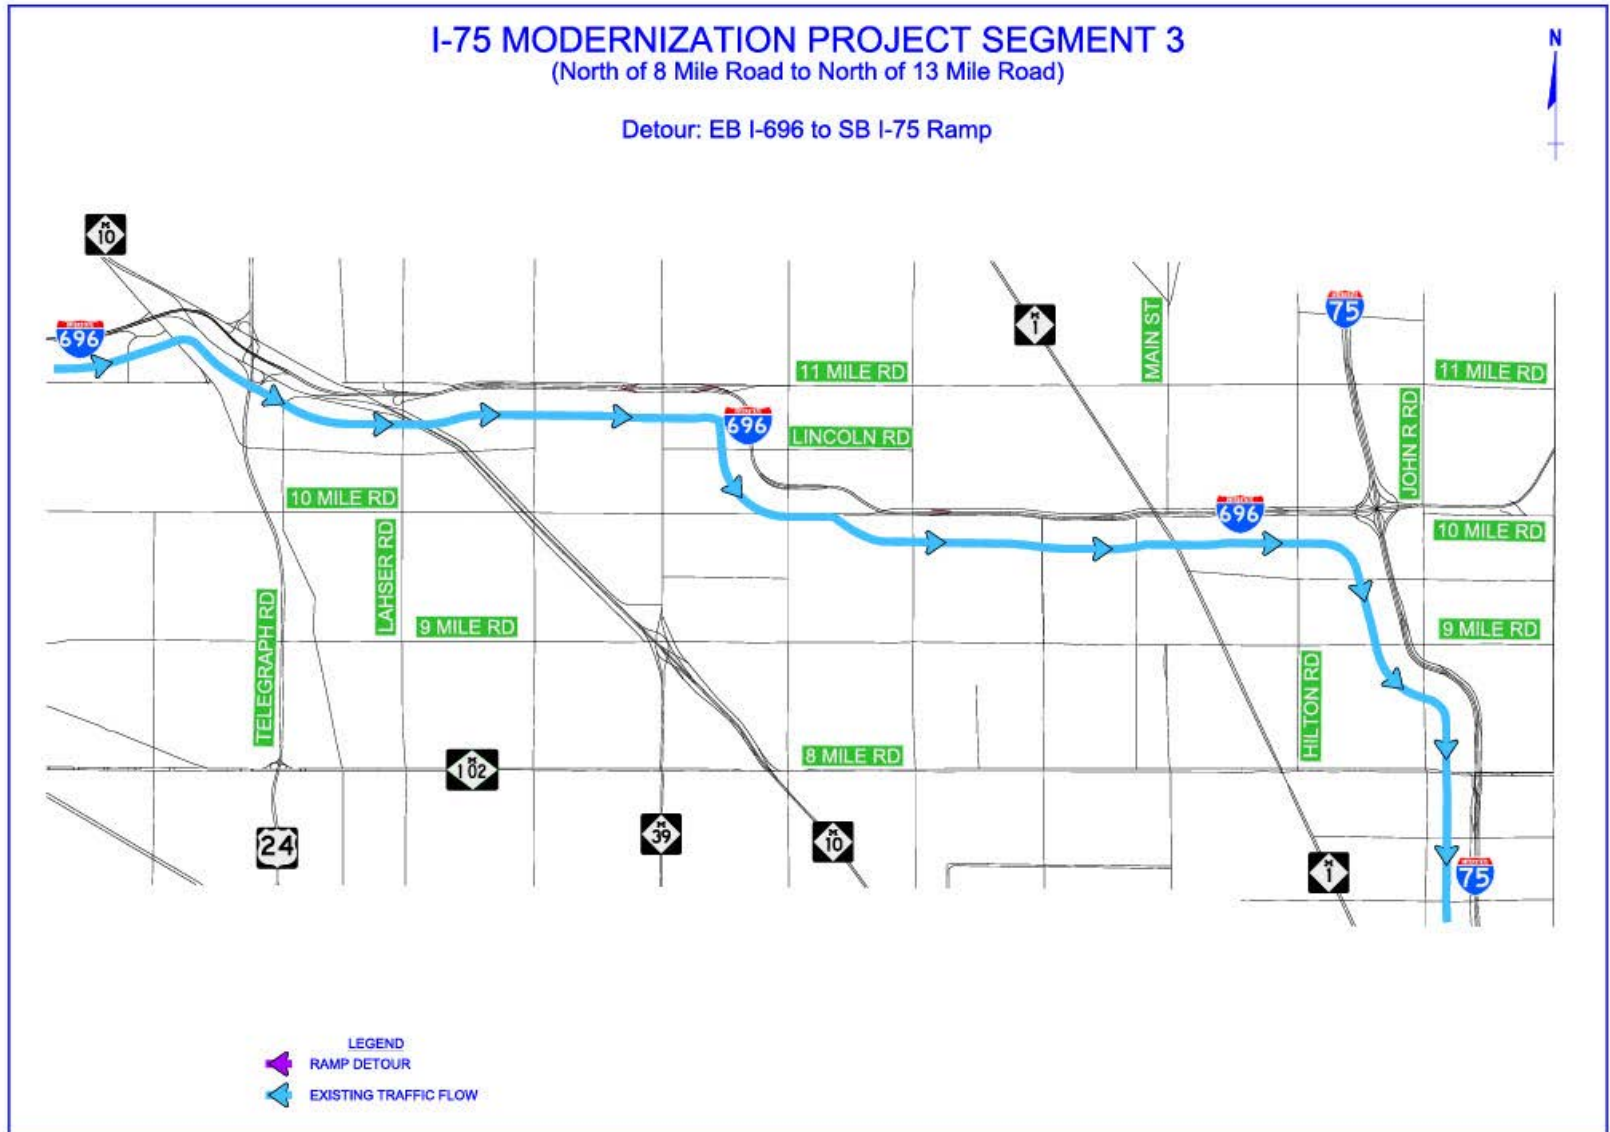 I-75 MODERNIZATION PROJECT SEGMENT 3
(North of 8 Mile Road to North of 13 Mile Road)
N
Detour: EB I-696 to SB I-75 Ramp
M
10
696
75
M
1
MAIN ST
11 MILE RD
11 MILE RD
JOHN R RD
696
LINCOLN RD
10 MILE RD
696
10 MILE RD
LAHSER RD
TELEGRAPH RD
9 MILE RD
9 MILE RD
HILTON RD
8 MILE RD
M
102
24
M
39
M
10
M
1
75
LEGEND
RAMP DETOUR
EXISTING TRAFFIC FLOW